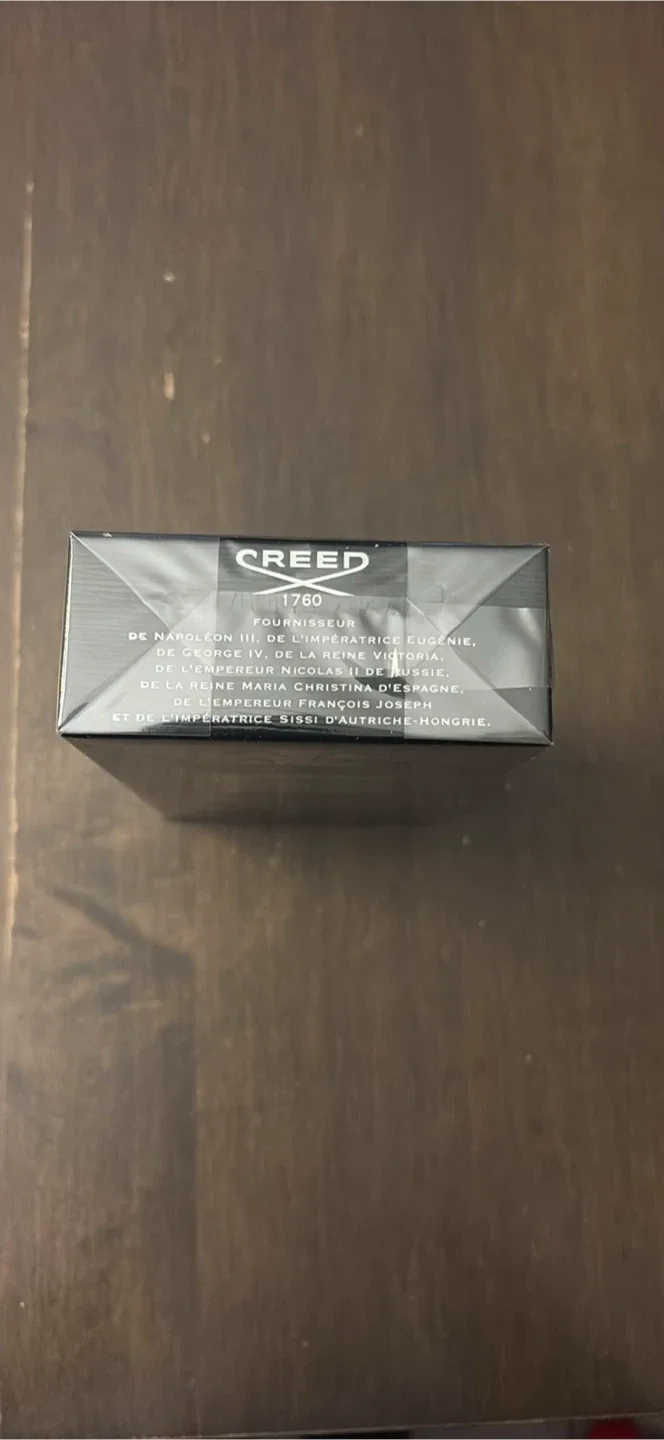 CREED
1760
FOURNISSEUR
DE NAPOLÉON III, DE L'IMPÉRATRICE EUGÉNIE,
DE GEORGE IV, DE LA REINE VICTORIA,
DE L'EMPEREUR NICOLAS II DE RUSSIE,
DE LA REINE MARIA CHRISTINA D'ESPAGNE,
DE L'EMPEREUR FRANÇOIS JOSEPH
ET DE L'IMPÉRATRICE SISSI D'AUTRICHE-HONGRIE.